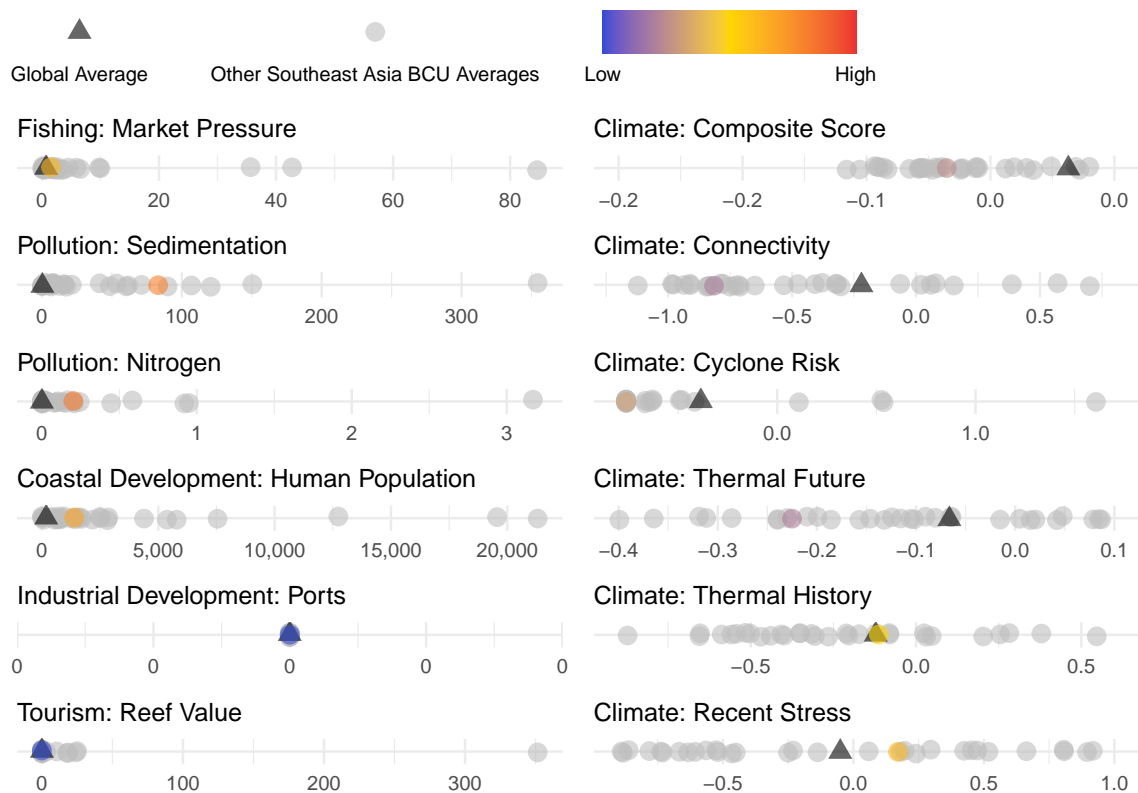 Global Average
Other Southeast Asia BCU Averages
Low
High
Fishing: Market Pressure
0 20 40 60 80
Climate: Composite Score
−0.2 −0.2 −0.1 0.0 0.0
Pollution: Sedimentation
0 100 200 300
Climate: Connectivity
−1.0 −0.5 0.0 0.5
Pollution: Nitrogen
0 1 2 3
Climate: Cyclone Risk
0.0 1.0
Coastal Development: Human Population
0 5,000 10,000 15,000 20,000
Climate: Thermal Future
−0.4 −0.3 −0.2 −0.1 0.0 0.1
Industrial Development: Ports
0 0 0 0 0
Climate: Thermal History
−0.5 0.0 0.5
Tourism: Reef Value
0 100 200 300
Climate: Recent Stress
−0.5 0.0 0.5 1.0